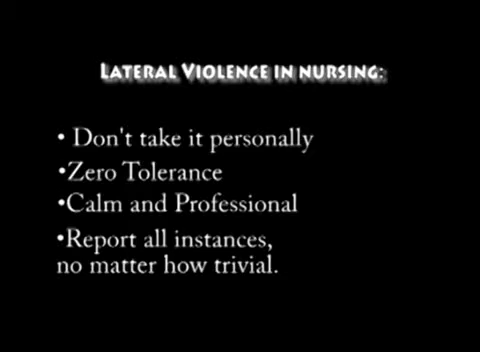 LATERAL VIOLENCE IN NURSING:
• Don't take it personally
•Zero Tolerance
•Calm and Professional
•Report all instances,
no matter how trivial.